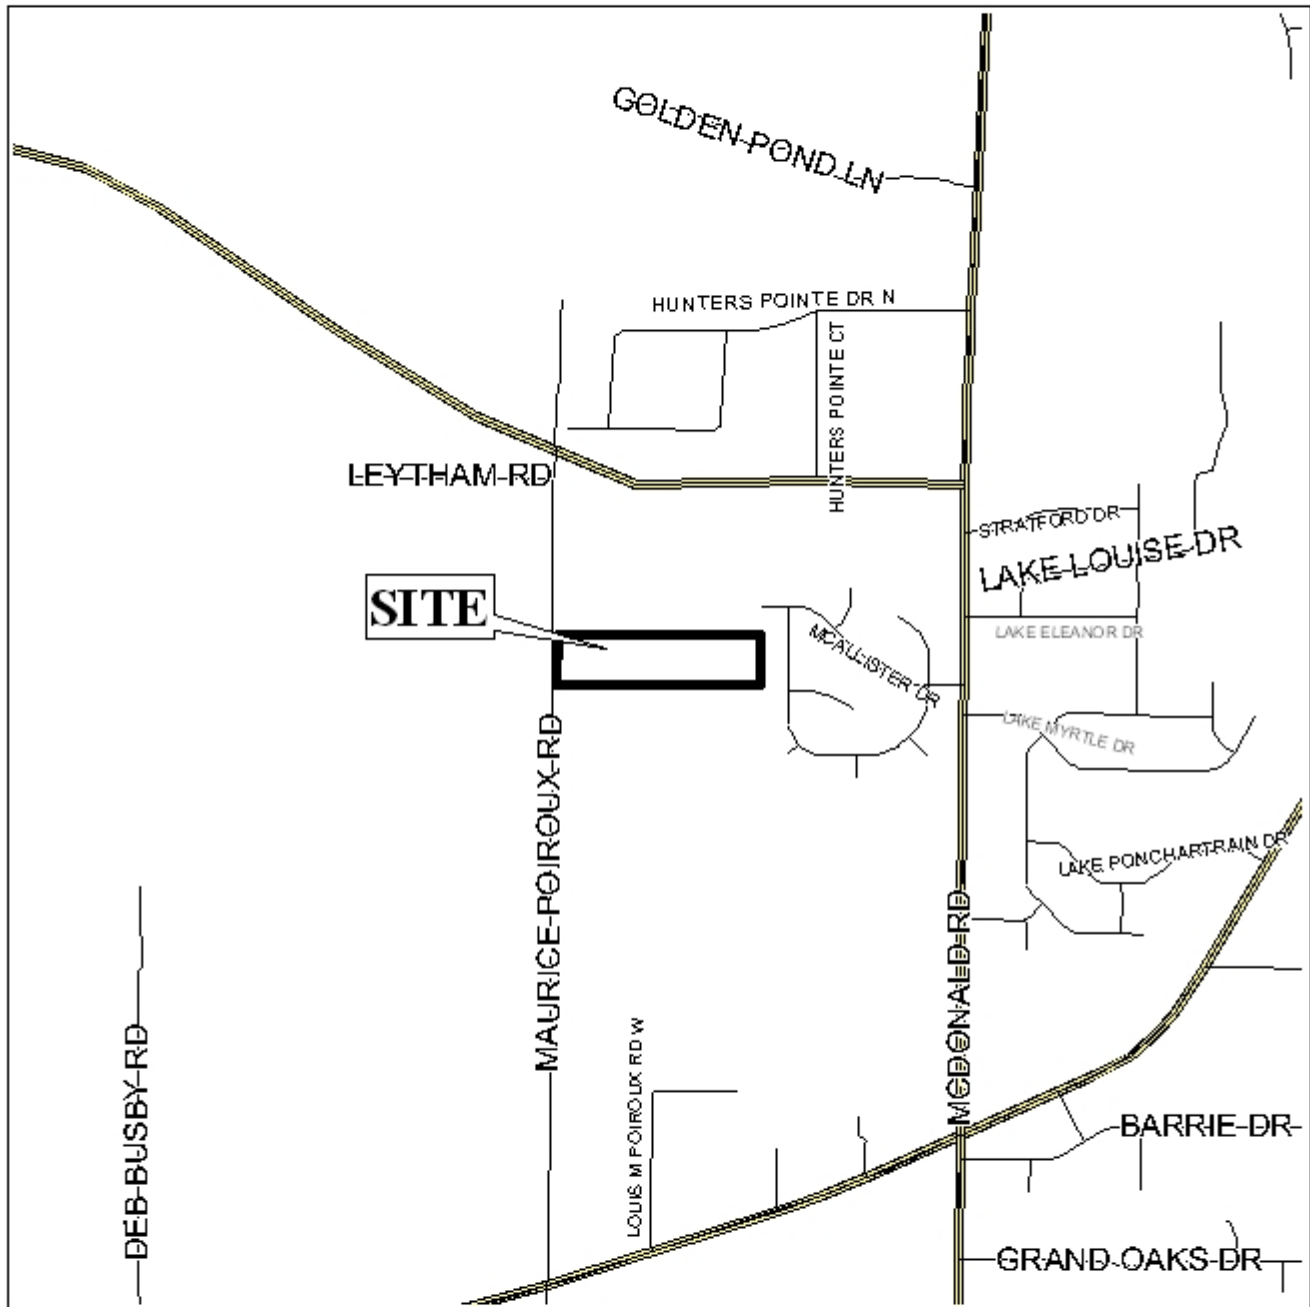 GOLDEN POND LN
HUNTERS POINTE DR N
HUNTERS POINTE CT
LEYTHAM RD
STRATFORD DR
LAKE LOUISE DR
SITE
LAKE ELEANOR DR
MCALLISTER DR
LAKE MYRTLE DR
MAURICE POIROUX RD
LAKE PONCHARTRAIN DR
MCDONALD RD
DEB BUSBY RD
LOUIS M POIROUX RD W
BARRIE DR
GRAND OAKS DR